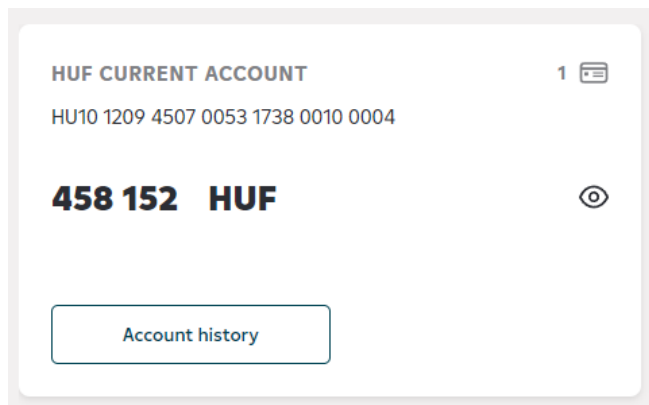 HUF CURRENT ACCOUNT 1
HU10 1209 4507 0053 1738 0010 0004
458 152 HUF
Account history